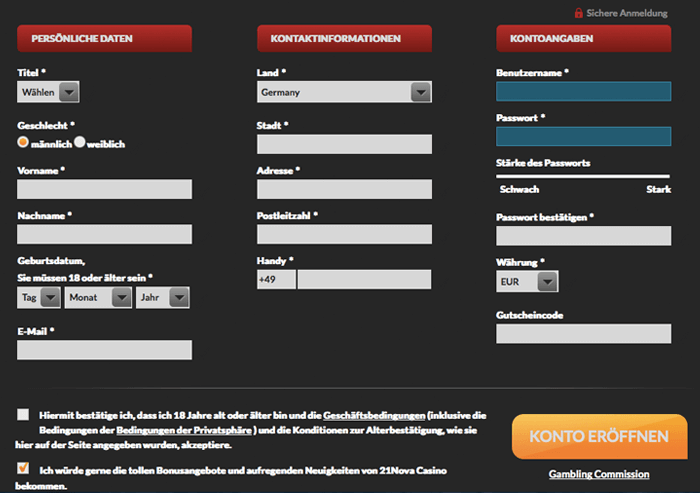 Sichere Anmeldung
PERSÖNLICHE DATEN
Titel *
Wählen
Geschlecht *
männlich weiblich
Vorname *
Nachname *
Geburtsdatum,
Sie müssen 18 oder älter sein *
Tag Monat Jahr
E-Mail *
KONTAKTINFORMATIONEN
Land *
Germany
Stadt *
Adresse *
Postleitzahl *
Handy *
+49
KONTOANGABEN
Benutzername *
Passwort *
Stärke des Passworts
Schwach Stark
Passwort bestätigen *
Währung *
EUR
Gutscheincode
Hiermit bestätige ich, dass ich 18 Jahre alt oder älter bin und die Geschäftsbedingungen (inklusive die
Bedingungen der Bedingungen der Privatsphäre ) und die Konditionen zur Alterbestätigung, wie sie
hier auf der Seite angegeben wurden, akzeptiere.
Ich würde gerne die tollen Bonusangebote und aufregenden Neuigkeiten von 21Nova Casino
bekommen.
KONTO ERÖFFNEN
Gambling Commission